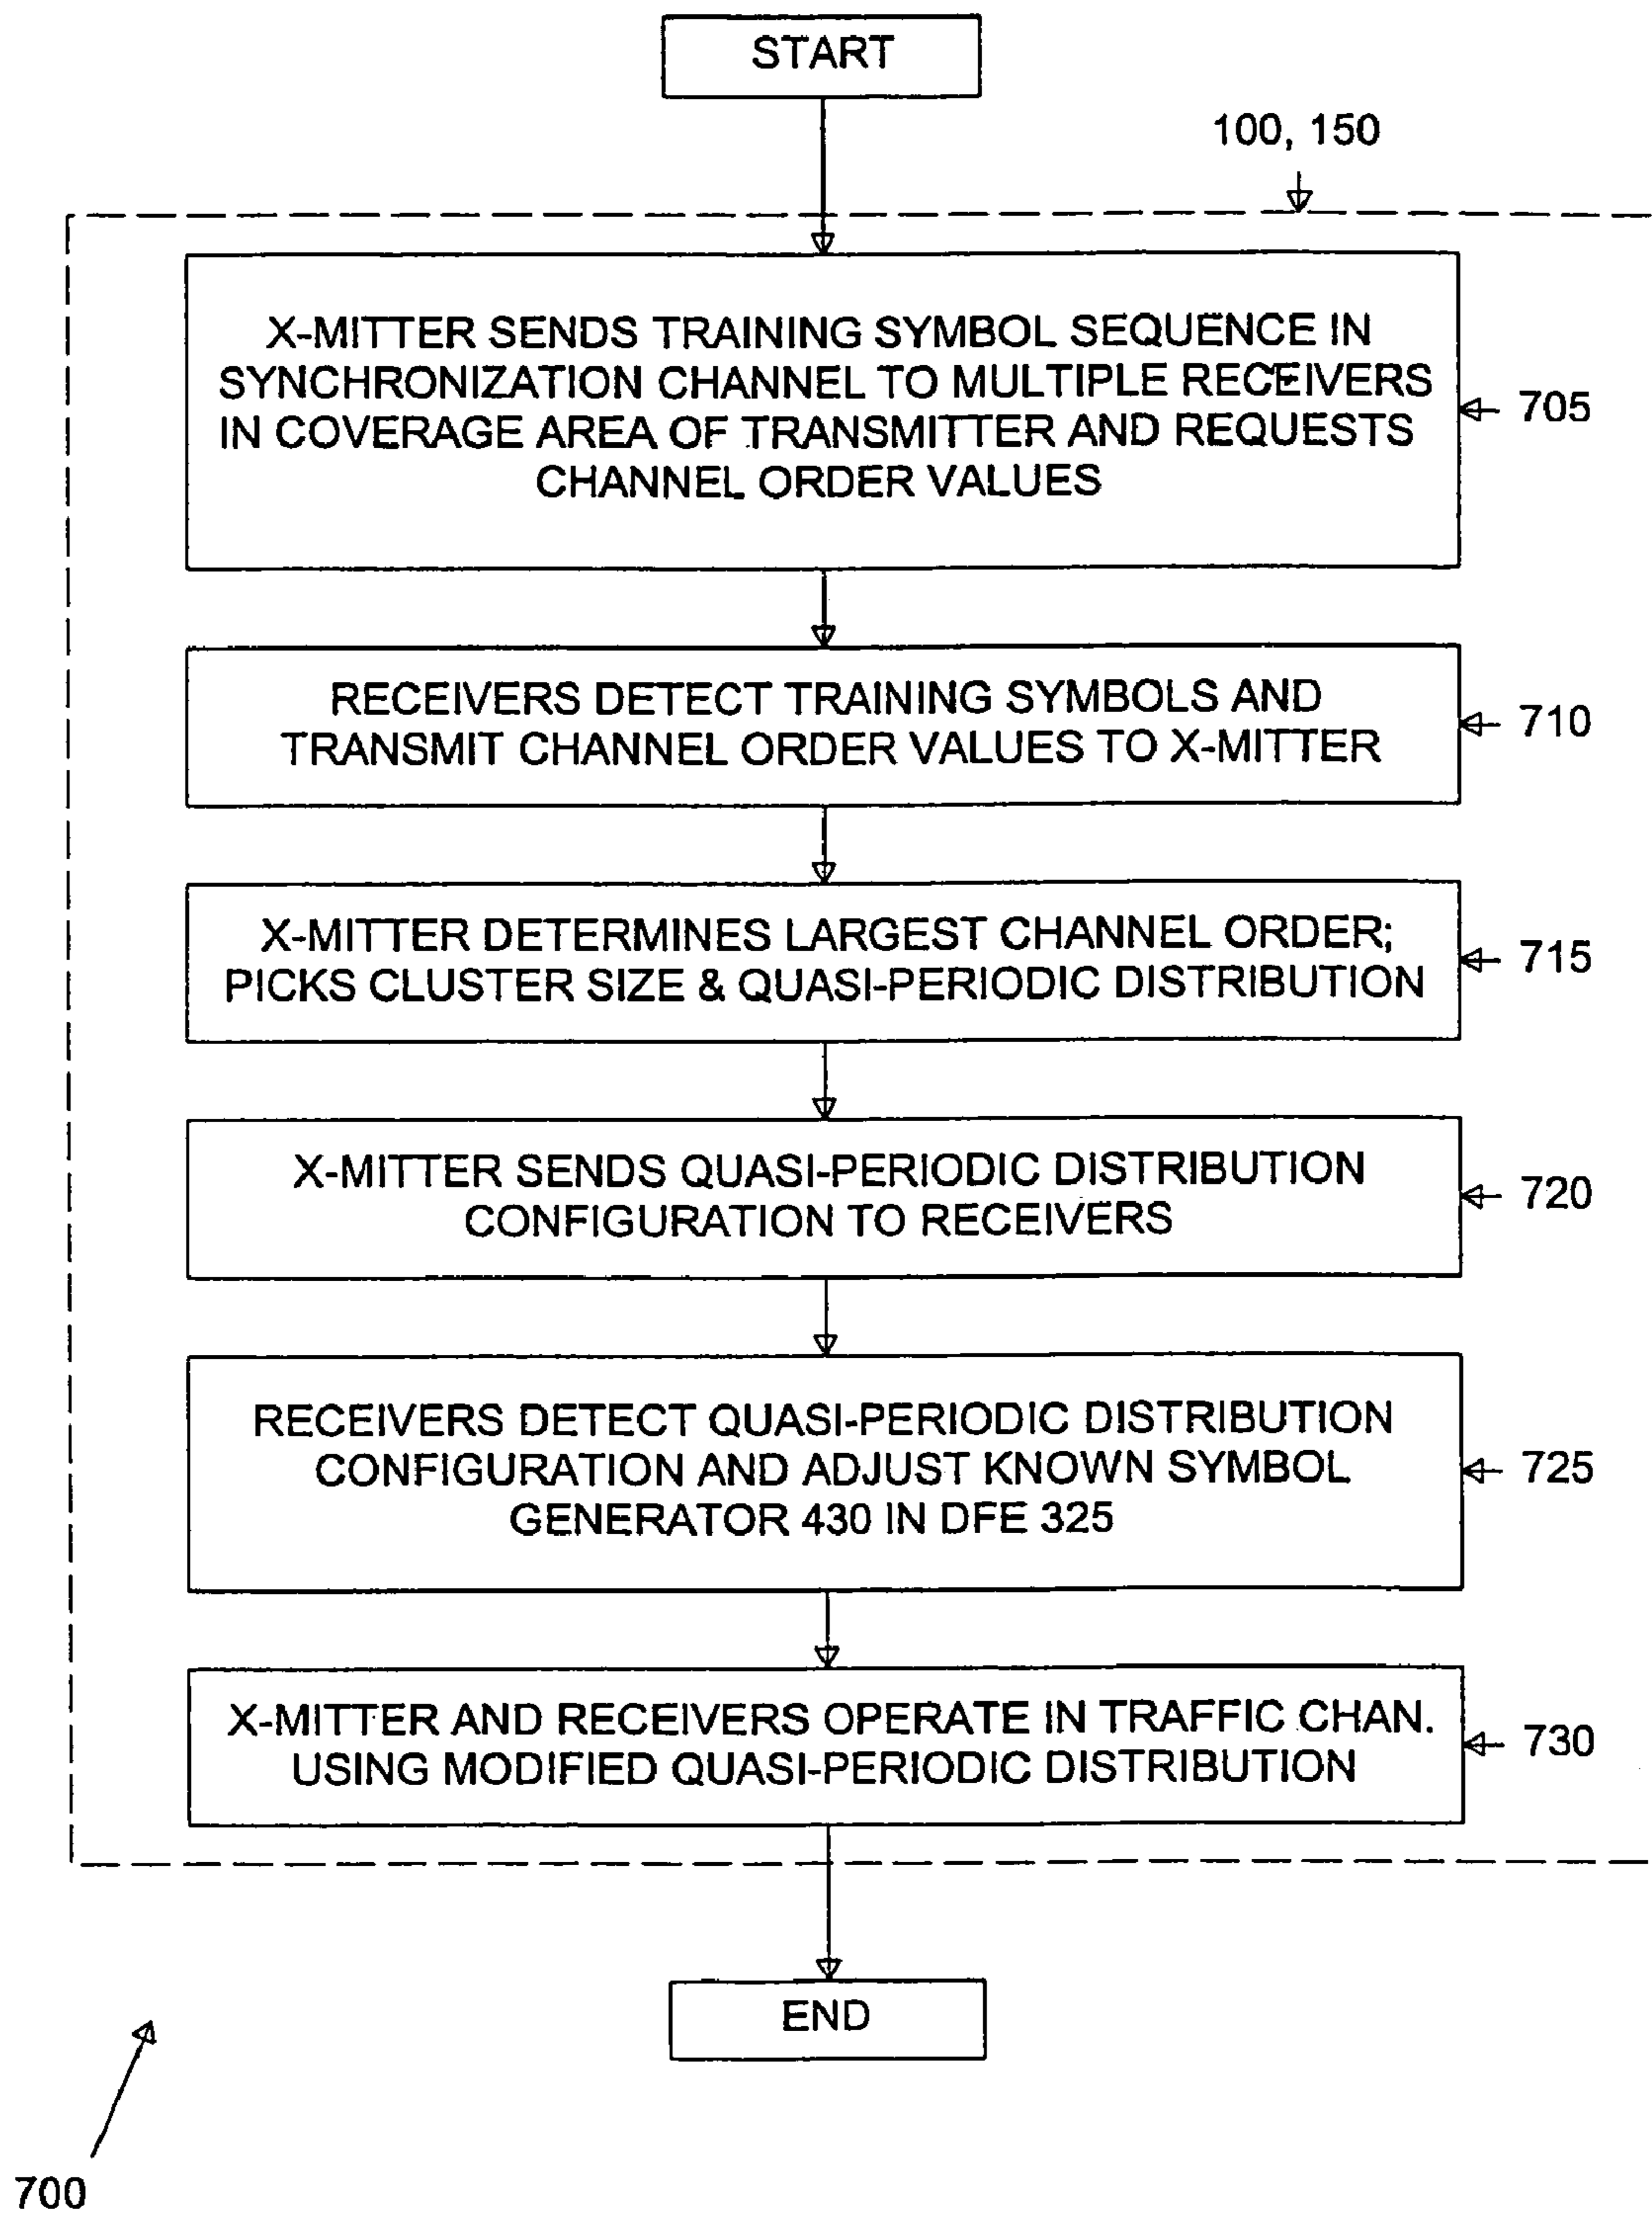 START
100, 150
X-MITTER SENDS TRAINING SYMBOL SEQUENCE IN
SYNCHRONIZATION CHANNEL TO MULTIPLE RECEIVERS
IN COVERAGE AREA OF TRANSMITTER AND REQUESTS
CHANNEL ORDER VALUES
705
RECEIVERS DETECT TRAINING SYMBOLS AND
TRANSMIT CHANNEL ORDER VALUES TO X-MITTER
710
X-MITTER DETERMINES LARGEST CHANNEL ORDER;
PICKS CLUSTER SIZE & QUASI-PERIODIC DISTRIBUTION
715
X-MITTER SENDS QUASI-PERIODIC DISTRIBUTION
CONFIGURATION TO RECEIVERS
720
RECEIVERS DETECT QUASI-PERIODIC DISTRIBUTION
CONFIGURATION AND ADJUST KNOWN SYMBOL
GENERATOR 430 IN DFE 325
725
X-MITTER AND RECEIVERS OPERATE IN TRAFFIC CHAN.
USING MODIFIED QUASI-PERIODIC DISTRIBUTION
730
END
700